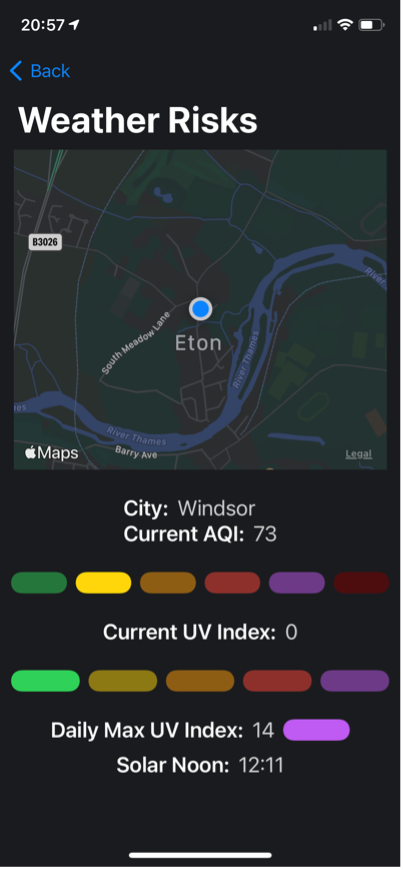 20:57
Back
Weather Risks
B3026
River
South Meadow Lane
Eton
River Thames
River Thames
Barry Ave
Maps
Legal
City: Windsor
Current AQI: 73
Current UV Index: 0
Daily Max UV Index: 14
Solar Noon: 12:11